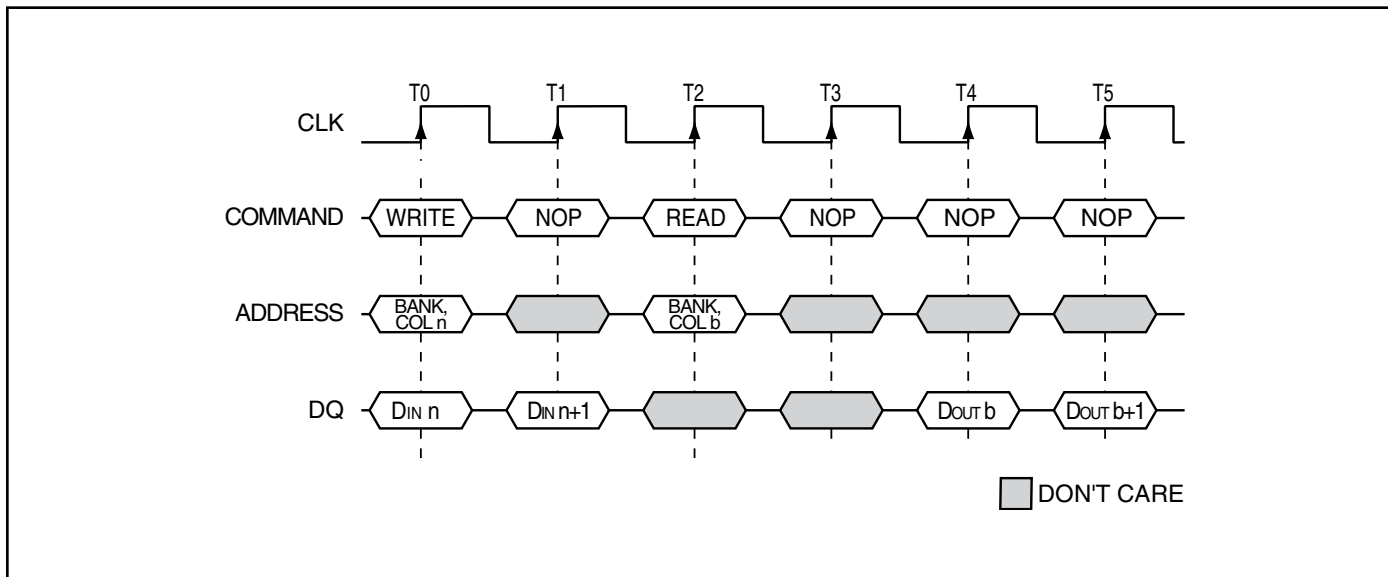 T0 T1 T2 T3 T4 T5
CLK
COMMAND WRITE NOP READ NOP NOP NOP
ADDRESS BANK, COL n BANK, COL b
DQ DIN n DIN n+1 DOUT b DOUT b+1
DON'T CARE